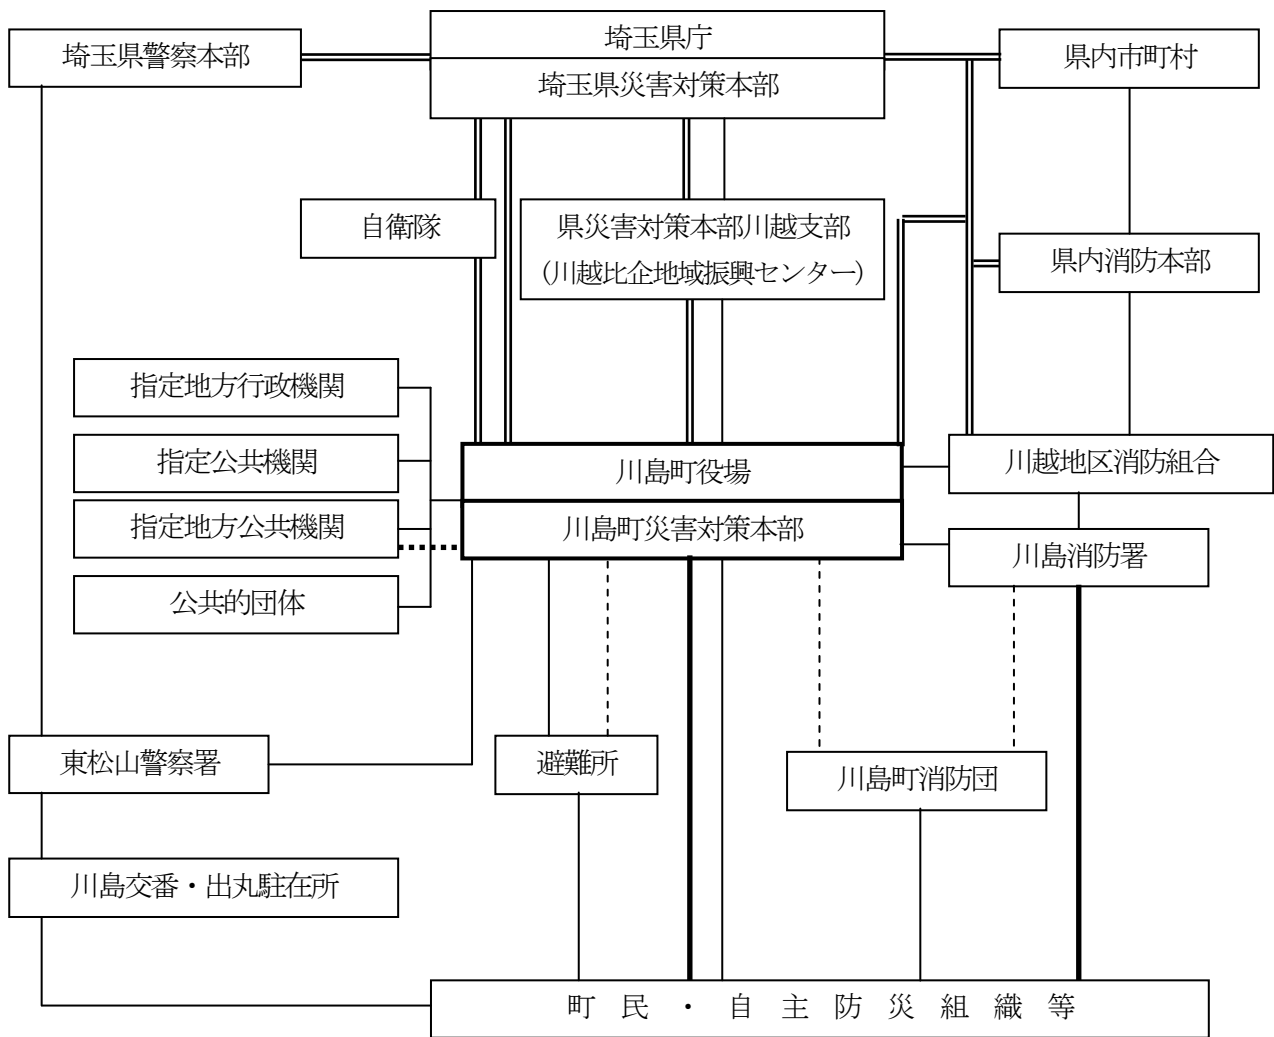 埼玉県庁
埼玉県警察本部
県内市町村
埼玉県災害対策本部
自衛隊
県災害対策本部川越支部
（川越比企地域振興センター）
県内消防本部
指定地方行政機関
指定公共機関
川島町役場
川越地区消防組合
指定地方公共機関
川島町災害対策本部
川島消防署
公共的団体
東松山警察署
避難所
川島町消防団
川島交番・出丸駐在所
町民・自主防災組織等